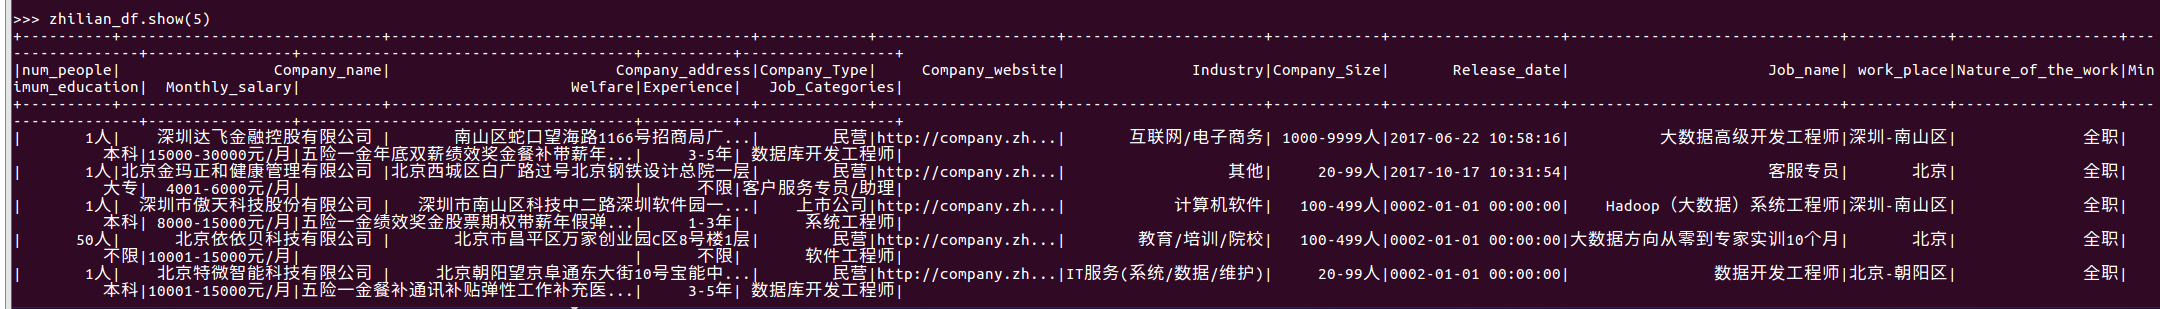 >>> zhilian_df.show(5)
+----------+----------------------------+----------------------------------------+------------+--------------------+----------------------+------------+-------------------+------------------------------+-----------+------------------+---
--------------+----------------+-------------------------------------+----------+-----------------+
|num_people| Company_name| Company_address|Company_Type| Company_website| Industry|Company_Size| Release_date| Job_name| work_place|Nature_of_the_work|Min
imum_education| Monthly_salary| Welfare|Experience| Job_Categories|
+----------+----------------------------+----------------------------------------+------------+--------------------+----------------------+------------+-------------------+------------------------------+-----------+------------------+---
--------------+----------------+-------------------------------------+----------+-----------------+
| 1人| 深圳达飞金融控股有限公司 | 南山区蛇口望海路1166号招商局广...| 民营|http://company.zh...| 互联网/电子商务| 1000-9999人|2017-06-22 10:58:16| 大数据高级开发工程师|深圳-南山区| 全职|
本科|15000-30000元/月|五险一金年底双薪绩效奖金餐补带薪年...| 3-5年| 数据库开发工程师|
| 1人|北京金玛正和健康管理有限公司 |北京西城区白广路过号北京钢铁设计总院一层| 民营|http://company.zh...| 其他| 20-99人|2017-10-17 10:31:54| 客服专员| 北京| 全职|
大专| 4001-6000元/月| | 不限|客户服务专员/助理|
| 1人| 深圳市傲天科技股份有限公司 | 深圳市南山区科技中二路深圳软件园一...| 上市公司|http://company.zh...| 计算机软件| 100-499人|0002-01-01 00:00:00| Hadoop（大数据）系统工程师|深圳-南山区| 全职|
本科| 8000-15000元/月|五险一金绩效奖金股票期权带薪年假弹...| 1-3年| 系统工程师|
| 50人| 北京依依贝科技有限公司 | 北京市昌平区万家创业园C区8号楼1层| 民营|http://company.zh...| 教育/培训/院校| 100-499人|0002-01-01 00:00:00|大数据方向从零到专家实训10个月| 北京| 全职|
不限|10001-15000元/月| | 不限| 软件工程师|
| 1人| 北京特微智能科技有限公司 | 北京朝阳望京阜通东大街10号宝能中...| 民营|http://company.zh...|IT服务(系统/数据/维护)| 20-99人|0002-01-01 00:00:00| 数据开发工程师|北京-朝阳区| 全职|
本科|10001-15000元/月|五险一金餐补通讯补贴弹性工作补充医...| 3-5年| 数据库开发工程师|